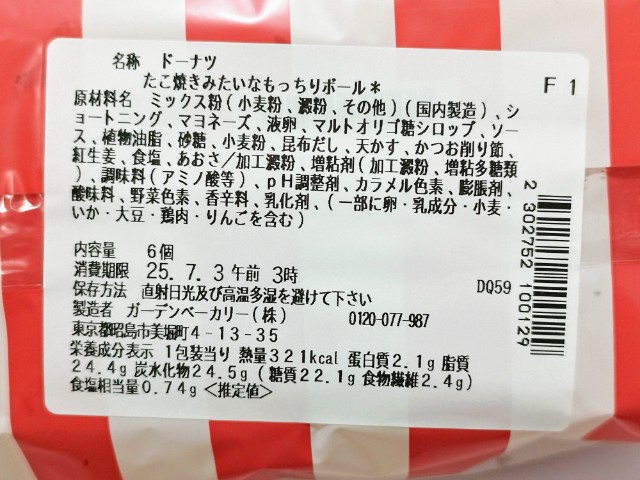 名称 ドーナツ
F1
たこ焼きみたいなもっちりボール*
原材料名 ミックス粉(小麦粉、澱粉、その他)(国内製造)、シ
ョートニング、マヨネーズ、液卵、マルトオリゴ糖シロップ、ソー
ス、植物油脂、砂糖、小麦粉、昆布だし、天かす、かつお削り節、
紅生姜、食塩、あおさ/加工澱粉、増粘剤(加工澱粉、増粘多糖類
)、調味料(アミノ酸等)、pH調整剤、カラメル色素、膨脹剤、
酸味料、野菜色素、香辛料、乳化剤、(一部に卵・乳成分・小麦・
いか・大豆・鶏肉・りんごを含む)
内容量 6個
消費期限 25.7.3午前 3時
保存方法 直射日光及び高温多湿を避けて下さい
DQ59
製造者 ガーデンベーカリー(株) 0120-077-987
東京都昭島市美堀町4-13-35
栄養成分表示 1包装当り 熱量321kcal 蛋白質2.1g 脂質
24.4g 炭水化物24.5g(糖質22.1g 食物繊維2.4g)
食塩相当量0.74g<推定値>
2 302752 100129